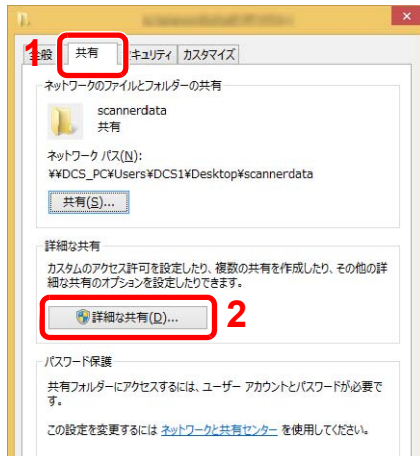 1
全般 共有 セキュリティ カスタマイズ
ネットワークのファイルとフォルダーの共有
scannerdata
共有
ネットワーク パス(N):
¥¥DCS_PC¥Users¥DCS1¥Desktop¥scannerdata
共有(S)...
詳細な共有
カスタムのアクセス許可を設定したり、複数の共有を作成したり、その他の詳
細な共有のオプションを設定したりできます。
詳細な共有(D)... 2
パスワード保護
共有フォルダーにアクセスするには、ユーザー アカウントとパスワードが必要で
す。
この設定を変更するには ネットワークと共有センター を使用してください。